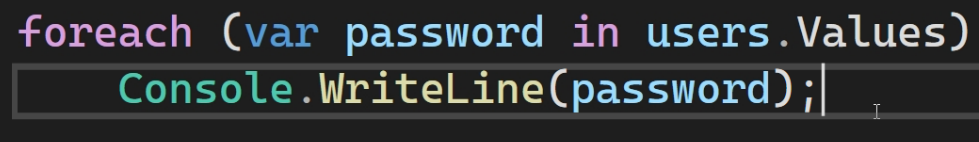 foreach (var password in users.Values)
    Console.WriteLine(password);